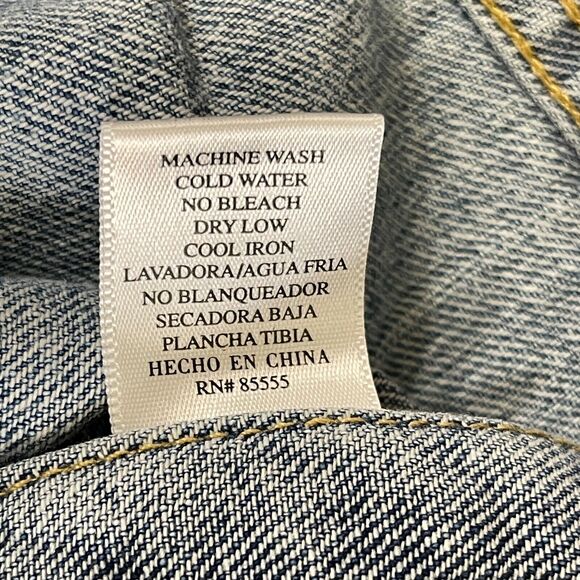 MACHINE WASH
COLD WATER
NO BLEACH
DRY LOW
COOL IRON
LAVADORA/AGUA FRIA
NO BLANQUEADOR
SECADORA BAJA
PLANCHA TIBIA
HECHO EN CHINA
RN# 85555